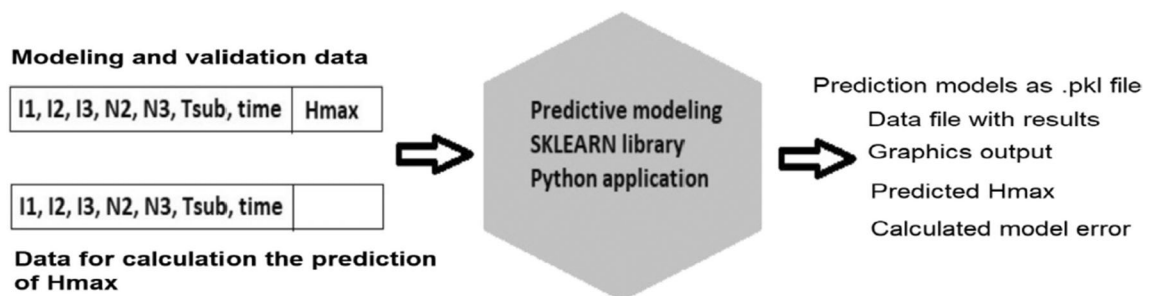 Modeling and validation data
I1, I2, I3, N2, N3, Tsub, time
Hmax
I1, I2, I3, N2, N3, Tsub, time
Data for calculation the prediction
of Hmax
Predictive modeling
SKLEARN library
Python application
Prediction models as .pkl file
Data file with results
Graphics output
Predicted Hmax
Calculated model error